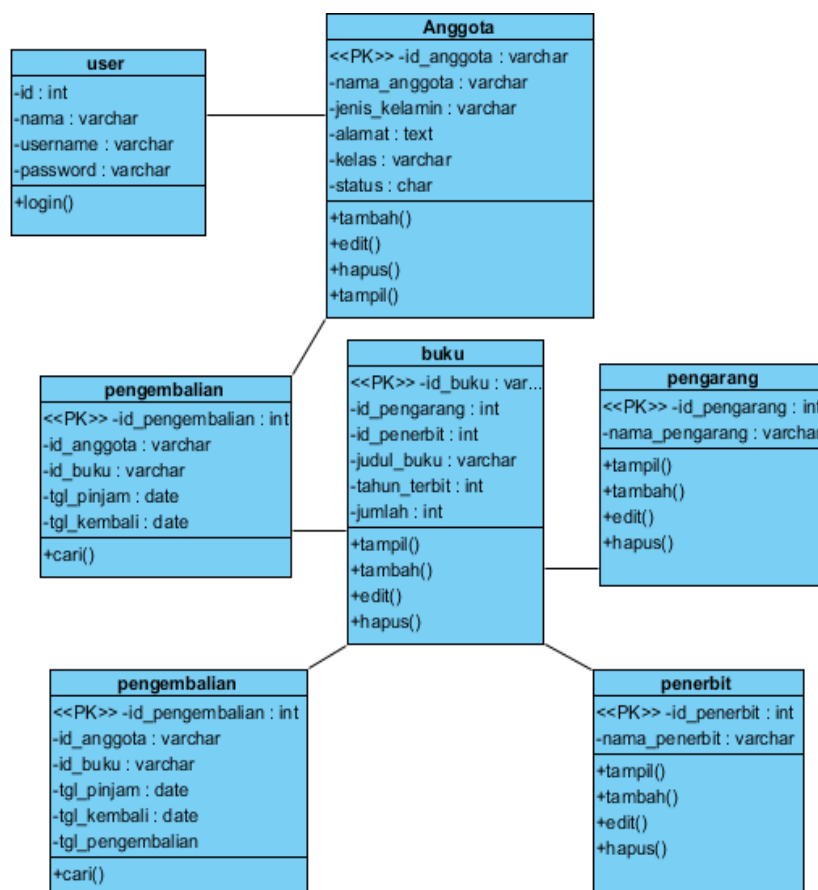 user
-id : int
-nama : varchar
-username : varchar
-password : varchar
+login()
Anggota
<<PK>> -id_anggota : varchar
-nama_anggota : varchar
-jenis_kelamin : varchar
-alamat : text
-kelas : varchar
-status : char
+tambah()
+edit()
+hapus()
+tampil()
pengembalian
<<PK>> -id_pengembalian : int
-id_anggota : varchar
-id_buku : varchar
-tgl_pinjam : date
-tgl_kembali : date
+cari()
buku
<<PK>> -id_buku : var...
-id_pengarang : int
-id_penerbit : int
-judul_buku : varchar
-tahun_terbit : int
-jumlah : int
+tampil()
+tambah()
+edit()
+hapus()
pengarang
<<PK>> -id_pengarang : int
-nama_pengarang : varchar
+tampil()
+tambah()
+edit()
+hapus()
pengembalian
<<PK>> -id_pengembalian : int
-id_anggota : varchar
-id_buku : varchar
-tgl_pinjam : date
-tgl_kembali : date
-tgl_pengembalian
+cari()
penerbit
<<PK>> -id_penerbit : int
-nama_penerbit : varchar
+tampil()
+tambah()
+edit()
+hapus()